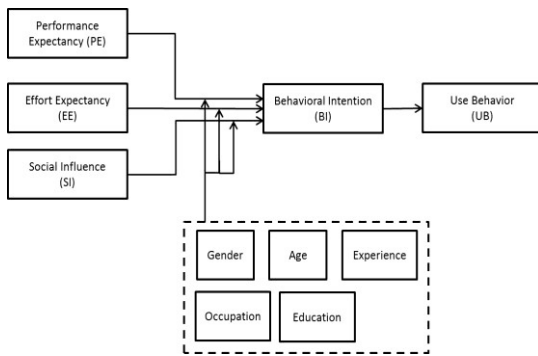 Performance
Expectancy (PE)
Effort Expectancy
(EE)
Behavioral Intention
(BI)
Use Behavior
(UB)
Social Influence
(SI)
Gender
Age
Experience
Occupation
Education